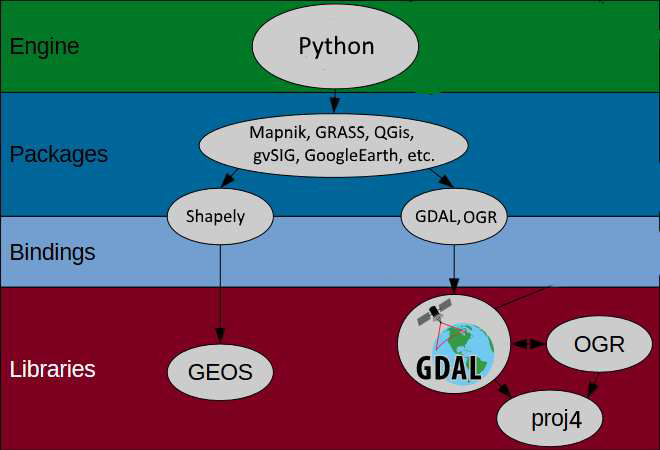 Engine
Python
Packages
Mapnik, GRASS, QGis,
gvSIG, GoogleEarth, etc.
Shapely
GDAL, OGR
Bindings
Libraries
GEOS
GDAL
OGR
proj4